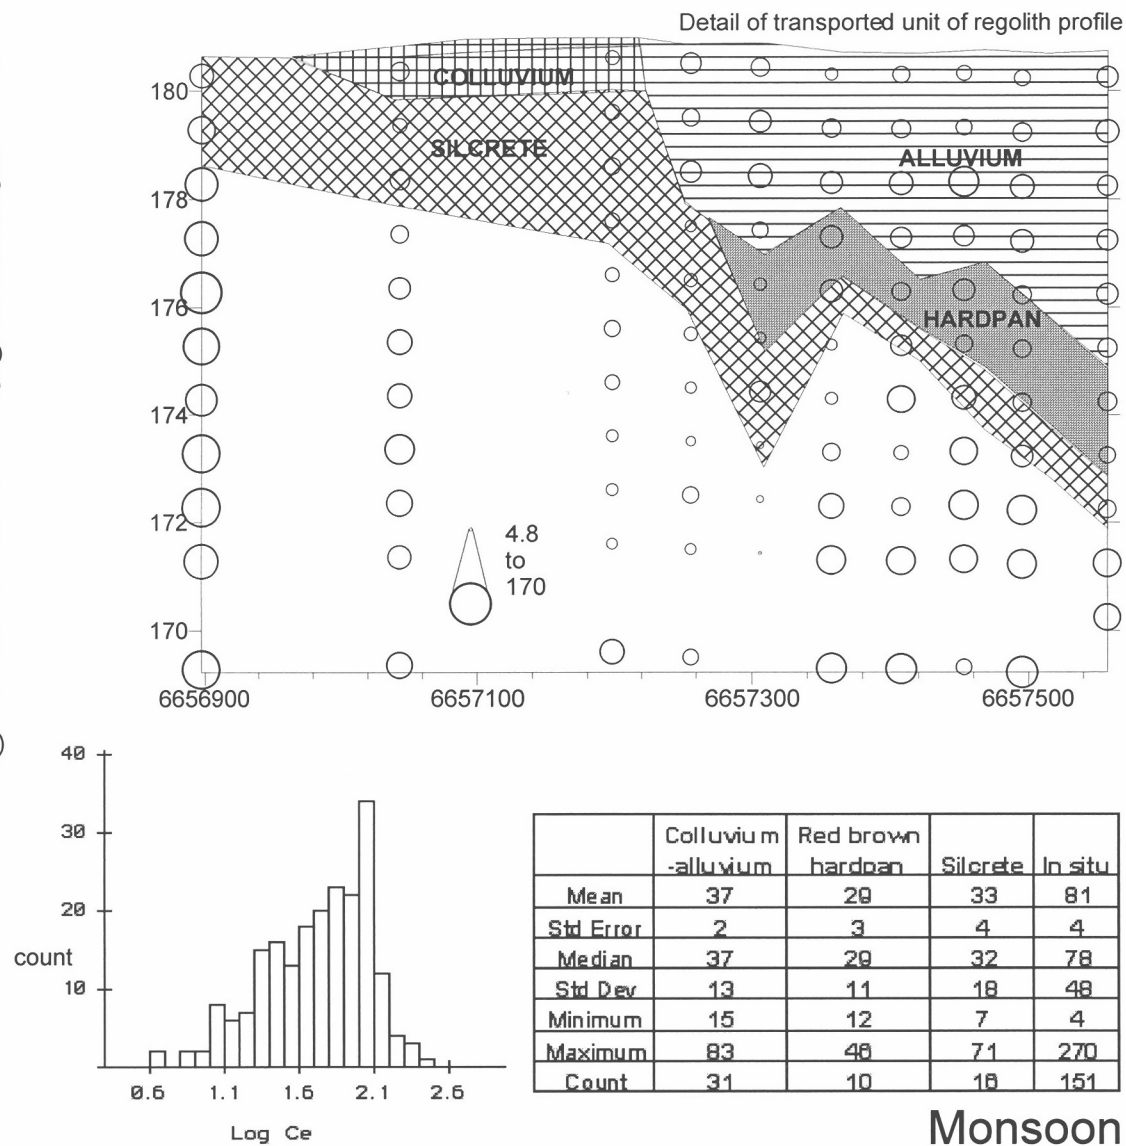 Detail of transported unit of regolith profile
COLLUVIUM
SILCRETE
ALLUVIUM
HARDPAN
180
178
176
174
172
170
4.8
to
170
6656900 6657100 6657300 6657500
40
30
20
10
count
0.6 1.1 1.6 2.1 2.6
Log Ce
Colluvium Red brown
-alluvium hardpan Silcrete In situ
Mean 37 29 33 81
Std Error 2 3 4 4
Median 37 29 32 78
Std Dev 13 11 18 48
Minimum 15 12 7 4
Maximum 83 71 270
Count 31 10 151
Monsoon